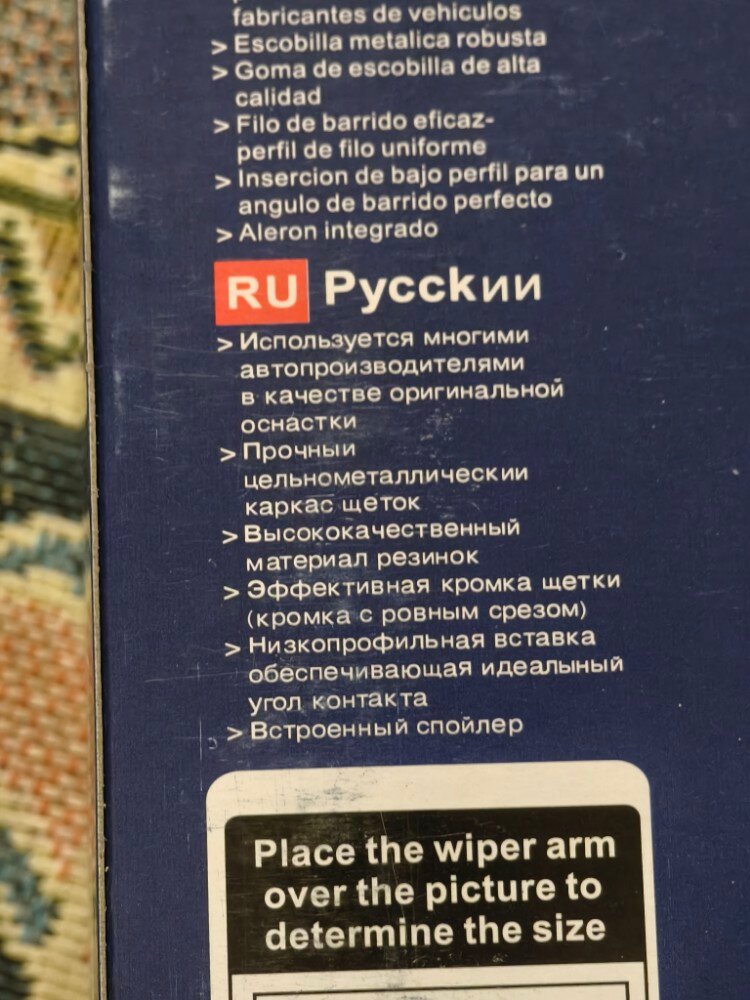 fabricantes de vehiculos
> Escobilla metalica robusta
> Goma de escobilla de alta
calidad
> Filo de barrido eficaz-
perfil de filo uniforme
> Insercion de bajo perfil para un
angulo de barrido perfecto
> Aleron integrado
RU Русскии
> Используется многими
автопроизводителями
в качестве оригинальной
оснастки
> Прочный
цельнометаллическии
каркас щеток
> Высококачественный
материал резинок
> Эффективная кромка щетки
(кромка с ровным срезом)
> Низкопрофильная вставка
обеспечивающая идеальный
угол контакта
> Встроенный спойлер
Place the wiper arm
over the picture to
determine the size